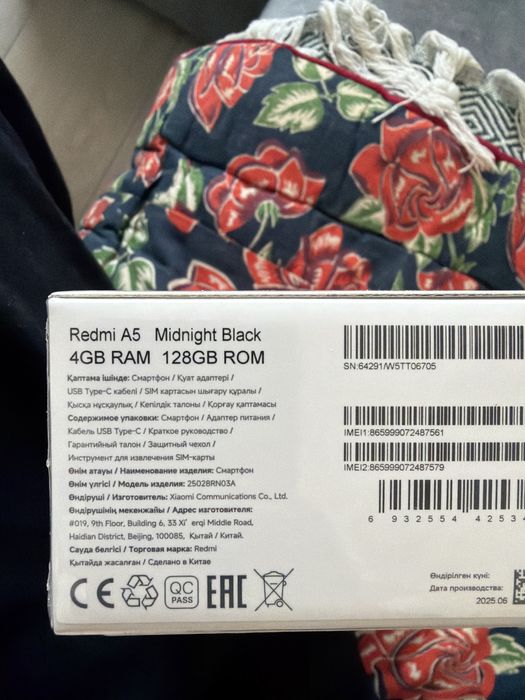 Redmi A5 Midnight Black
4GB RAM 128GB ROM
Қаптама ішінде: Смартфон / Қуат адаптері /
USB Type-C кабелі / SIM картасын шығару құралы /
Қысқа нұсқаулық / Кепілдік талоны / Қорғау қаптамасы
Содержимое упаковки: Смартфон / Адаптер питания /
Кабель USB Type-C / Краткое руководство /
Гарантийный талон / Защитный чехол /
Инструмент для извлечения SIM-карты
Өнім атауы / Наименование изделия: Смартфон
Өнім үлгісі / Модель изделия: 25028RN03A
Өндіруші / Изготовитель: Xiaomi Communications Co., Ltd.
Өндірушінің мекенжайы / Адрес изготовителя:
#019, 9th Floor, Building 6, 33 Xi' erqi Middle Road,
Haidian District, Beijing, 100085, Қытай / Китай.
Сауда белгісі / Торговая марка: Redmi
Қытайда жасалған / Сделано в Китае
CE
QC
PASS
EAC
SN:64291/W5TT06705
IMEI1:865999072487561
IMEI2:865999072487579
6 932554 4253
Өндірілген күні:
Дата производства:
2025.06